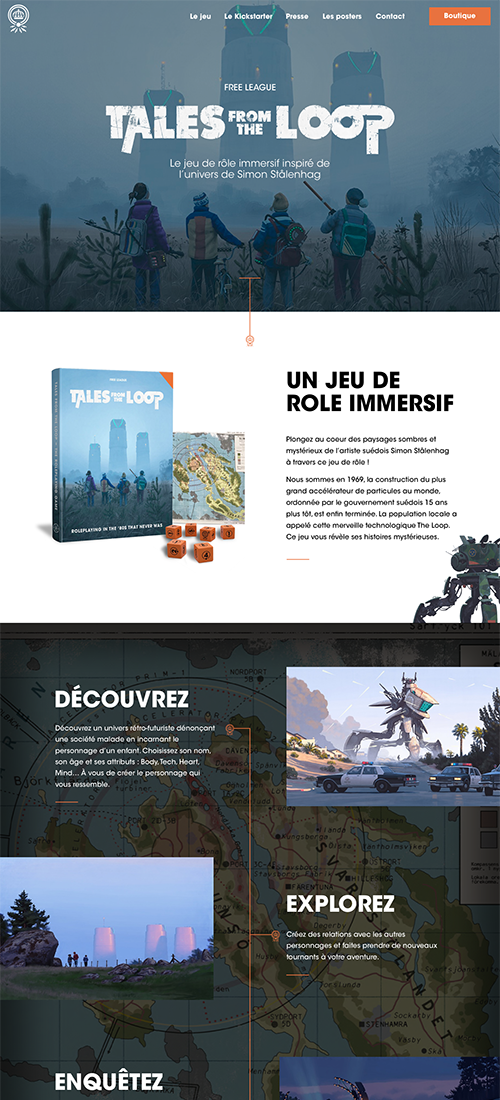 Le jeu Le Kickstarter Presse Les posters Contact Boutique
FREE LEAGUE
TALES FROM THE LOOP
Le jeu de rôle immersif inspiré de
l'univers de Simon Stålenhag
UN JEU DE
ROLE IMMERSIF
FREE LEAGUE
TALES FROM THE LOOP
ROLEPLAYING IN THE '80S THAT NEVER WAS
Plongez au coeur des paysages sombres et
mystérieux de l'artiste suédois Simon Stålenhag
à travers ce jeu de rôle !
Nous sommes en 1969, la construction du plus
grand accélérateur de particules au monde,
ordonnée par le gouvernement suédois 15 ans
plus tôt, est enfin terminée. La population locale a
appelé cette merveille technologique The Loop.
Ce jeu vous révèle ses histoires mystérieuses.
NORDPORT
DÉCOUVREZ
Découvrez un univers rétro-futuriste dénonçant
une société malade en incarnant le
personnage d'un enfant. Choisissez son nom,
son âge et ses attributs : Body, Tech, Heart,
Mind... À vous de créer le personnage qui
vous ressemble.
Kungsberga
FARENTUNA
EXPLOREZ
Créez des relations avec les autres
personnages et faites prendre de nouveaux
tournants à votre aventure.
Sockarby
STENHAMRA
Väsby
Skå
ENQUÊTEZ